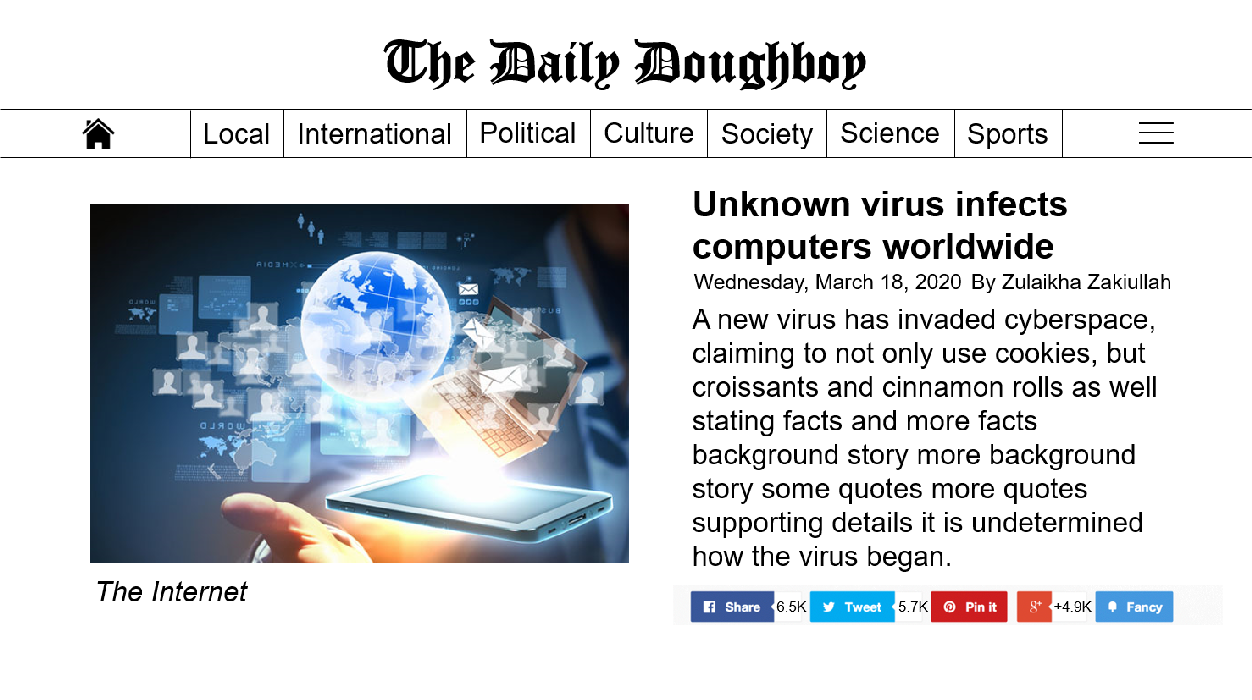 The Daily Doughboy
Local International Political Culture Society Science Sports
Unknown virus infects
computers worldwide
Wednesday, March 18, 2020 By Zulaikha Zakiullah
A new virus has invaded cyberspace,
claiming to not only use cookies, but
croissants and cinnamon rolls as well
stating facts and more facts
background story more background
story some quotes more quotes
supporting details it is undetermined
how the virus began.
The Internet
Share 6.5K Tweet 5.7K Pin it g+ +4.9K Fancy